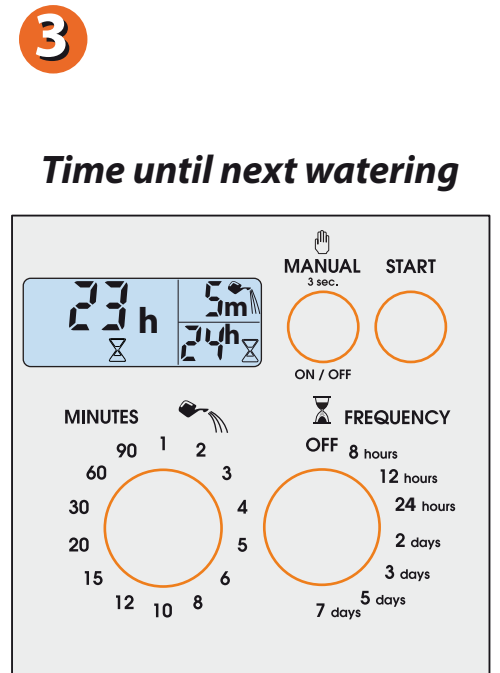 3
Time until next watering
MANUAL START
3 sec.
23 h 5m
24h
ON / OFF
MINUTES FREQUENCY
90 1 2 OFF 8 hours
60 3 12 hours
30 4 24 hours
20 5 2 days
15 6 3 days
12 10 8 7 days 5 days